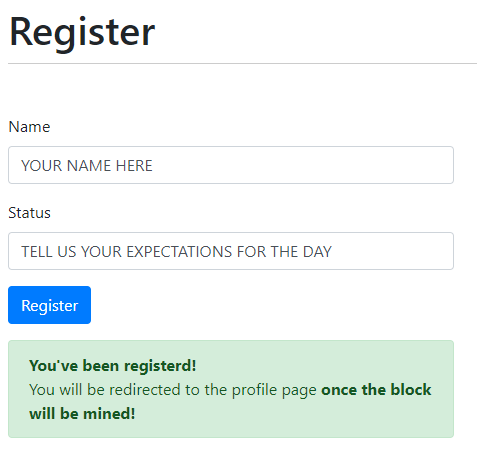 Register
Name
YOUR NAME HERE
Status
TELL US YOUR EXPECTATIONS FOR THE DAY
Register
You've been registerd!
You will be redirected to the profile page once the block
will be mined!